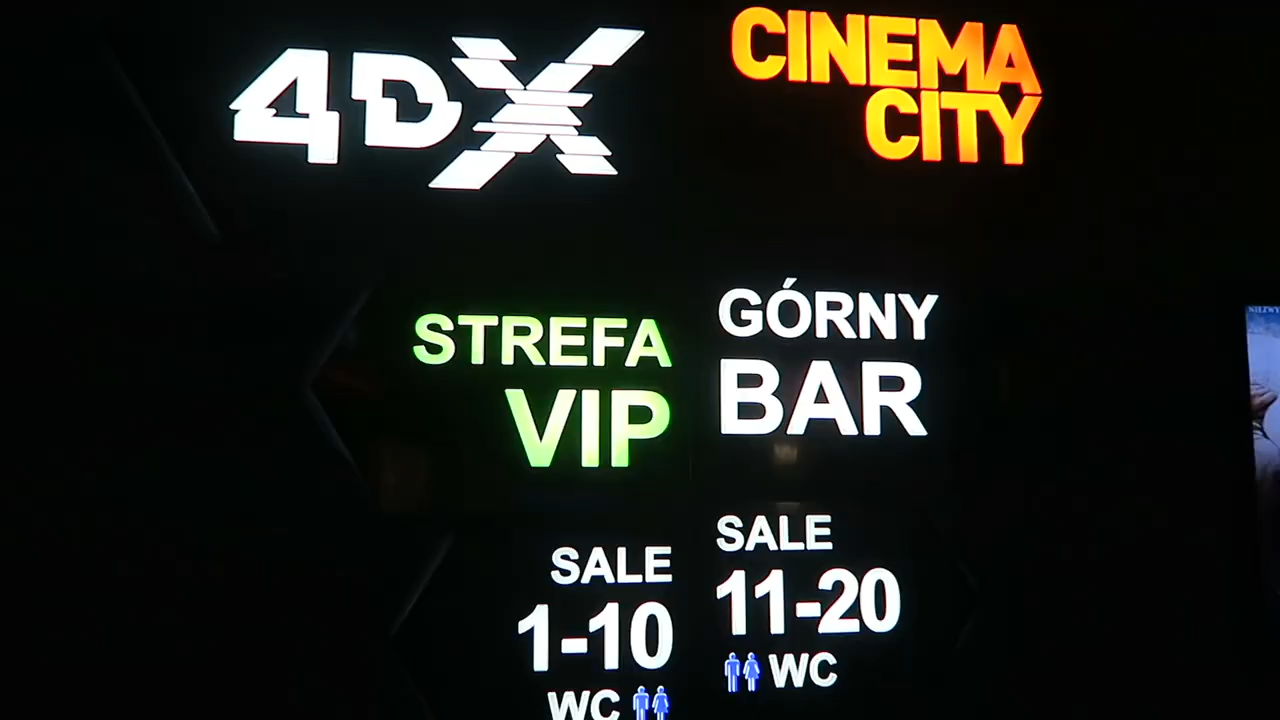 4DX
CINEMA
CITY
STREFA
VIP
GÓRNY
BAR
SALE
1-10
WC
SALE
11-20
WC